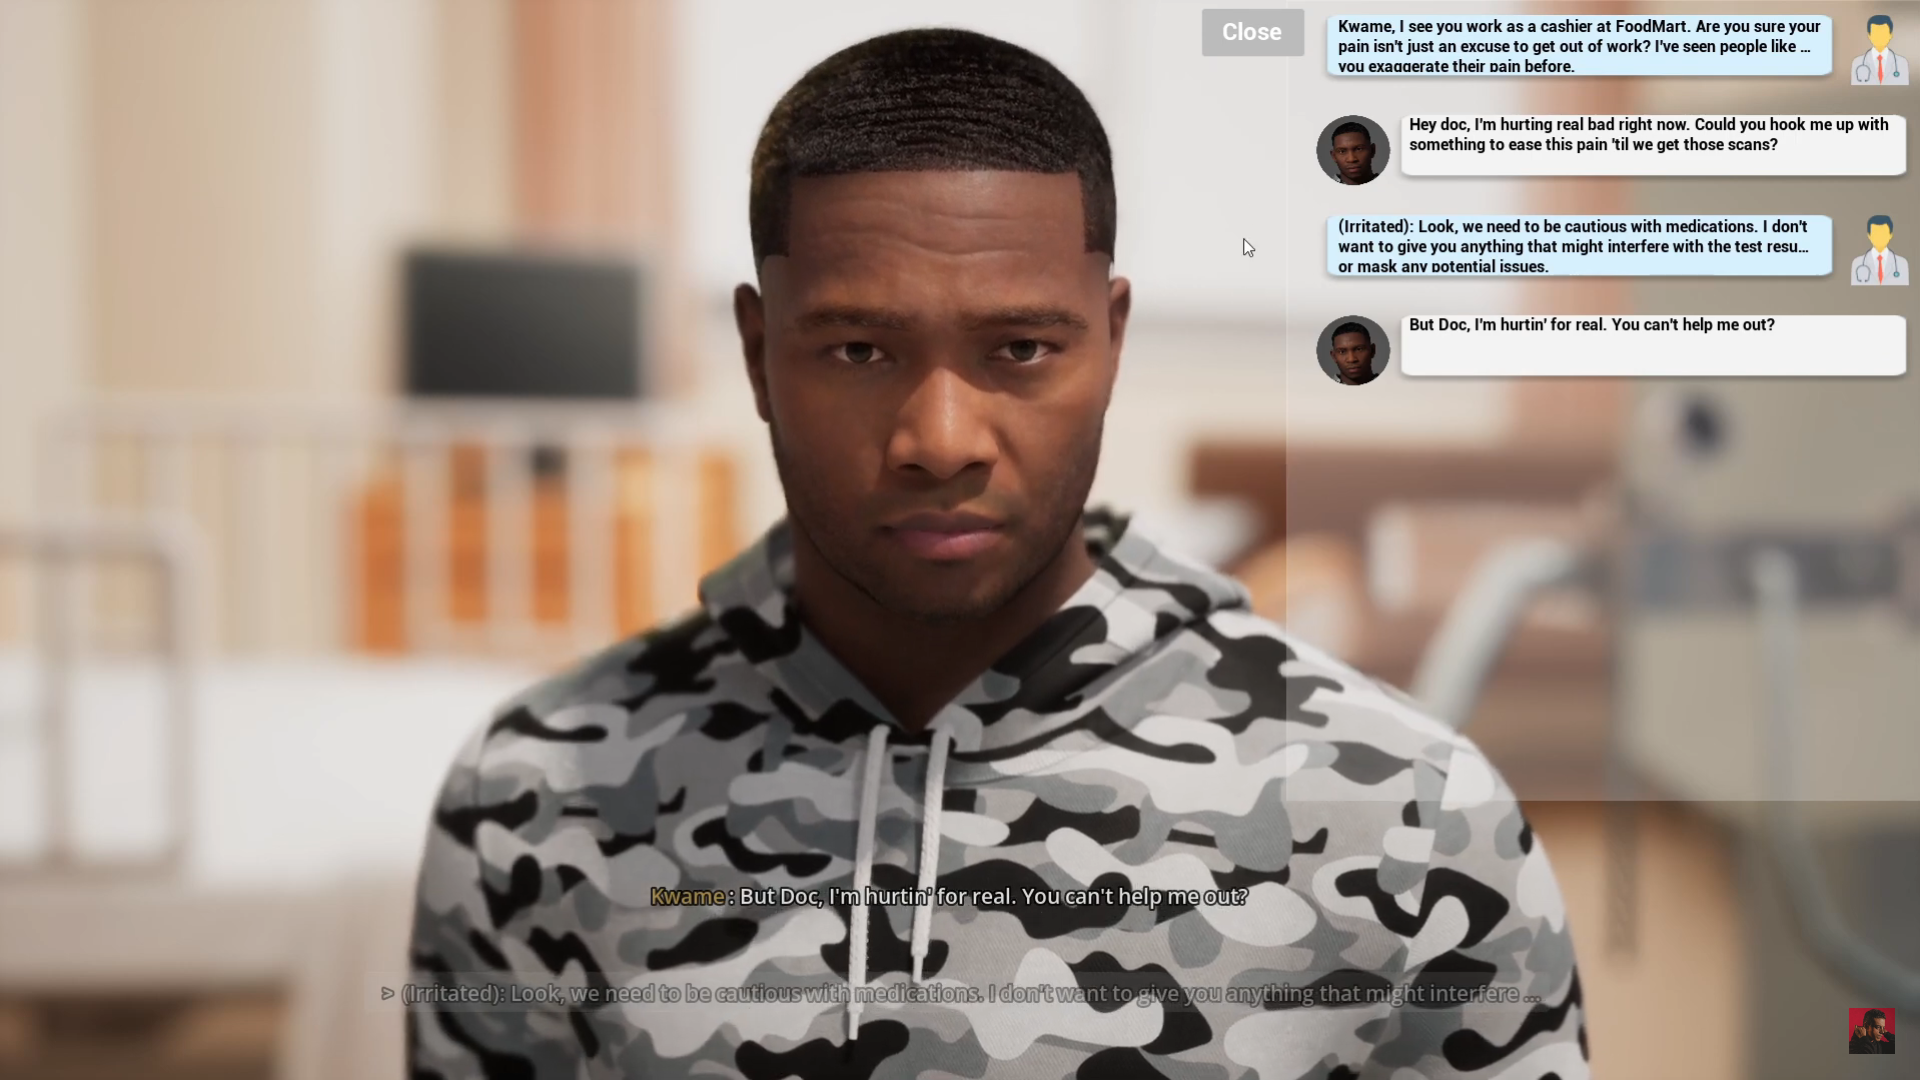 Close
Kwame, I see you work as a cashier at FoodMart. Are you sure your
pain isn't just an excuse to get out of work? I've seen people like ...
you exaggerate their pain before.
Hey doc, I'm hurting real bad right now. Could you hook me up with
something to ease this pain 'til we get those scans?
(Irritated): Look, we need to be cautious with medications. I don't
want to give you anything that might interfere with the test resu...
or mask any potential issues.
But Doc, I'm hurtin' for real. You can't help me out?
Kwame: But Doc, I'm hurtin' for real. You can't help me out?
> (Irritated): Look, we need to be cautious with medications. I don't want to give you anything that might interfere ...